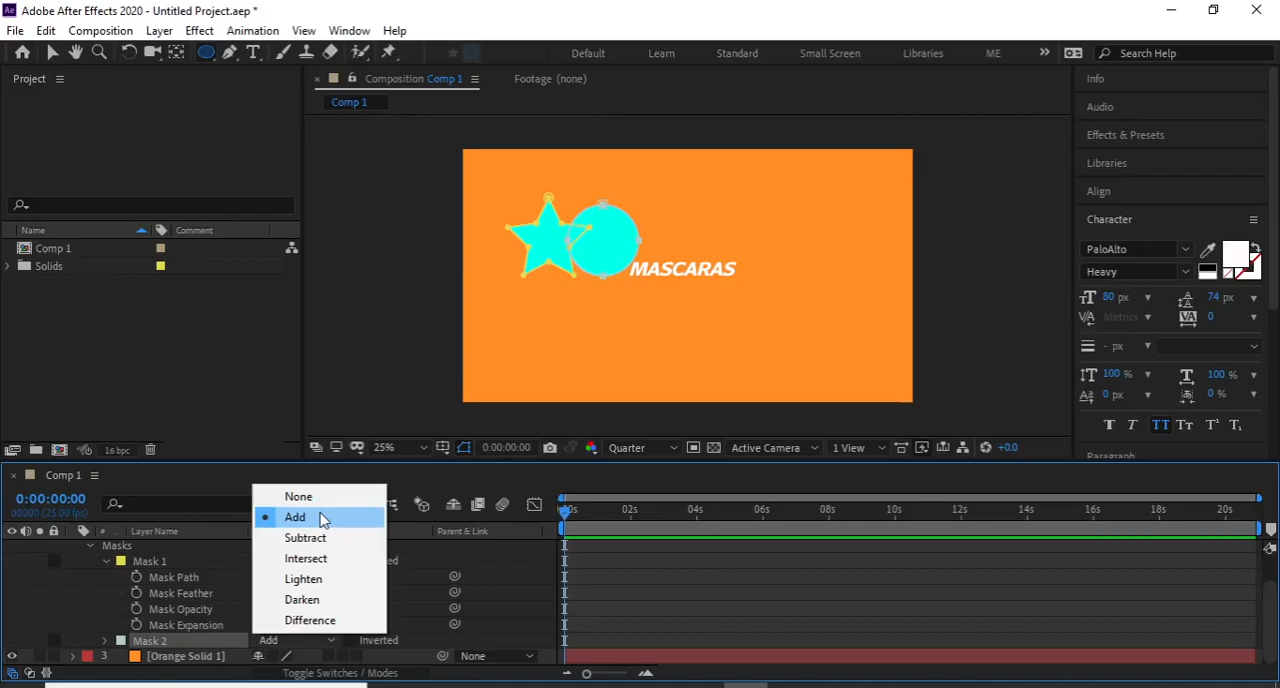 Adobe After Effects 2020 - Untitled Project.aep *
File Edit Composition Layer Effect Animation View Window Help
Default Learn Standard Small Screen Libraries ME Search Help
Project
Composition Comp 1
Footage (none)
Comp 1
Name Comment
Comp 1
Solids
16 bpc
MASCARAS
25% 0:00:00:00 Quarter Active Camera 1 View +0.0
Info
Audio
Effects & Presets
Libraries
Align
Character
PaloAlto
Heavy
80 px 74 px
Metrics 0
- px
100 % 100 %
0 px 0 %
Paragraph
Comp 1
0:00:00:00
00000 (25.00 fps)
# Layer Name Parent & Link
Masks
Mask 1
Mask Path
Mask Feather
Mask Opacity
Mask Expansion
Mask 2 Add Inverted
3 [Orange Solid 1] None
Toggle Switches / Modes
None
Add
Subtract
Intersect
Lighten
Darken
Difference
02s 04s 06s 08s 10s 12s 14s 16s 18s 20s